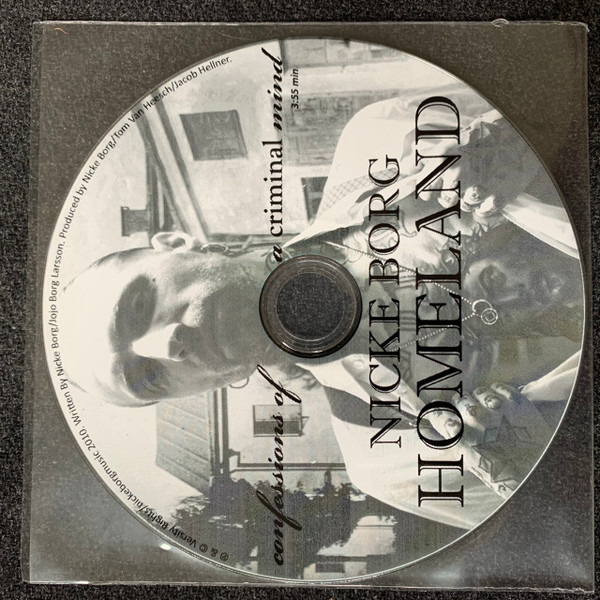 confessions of a criminal mind
3:55 min
NICKE BORG
HOMELAND
℗ & © Versity Rights/nickeborgmusic 2010. Written By Nicke Borg/Jojo Borg Larsson. Produced by Nicke Borg/Tom Van Heesch/Jacob Hellner.